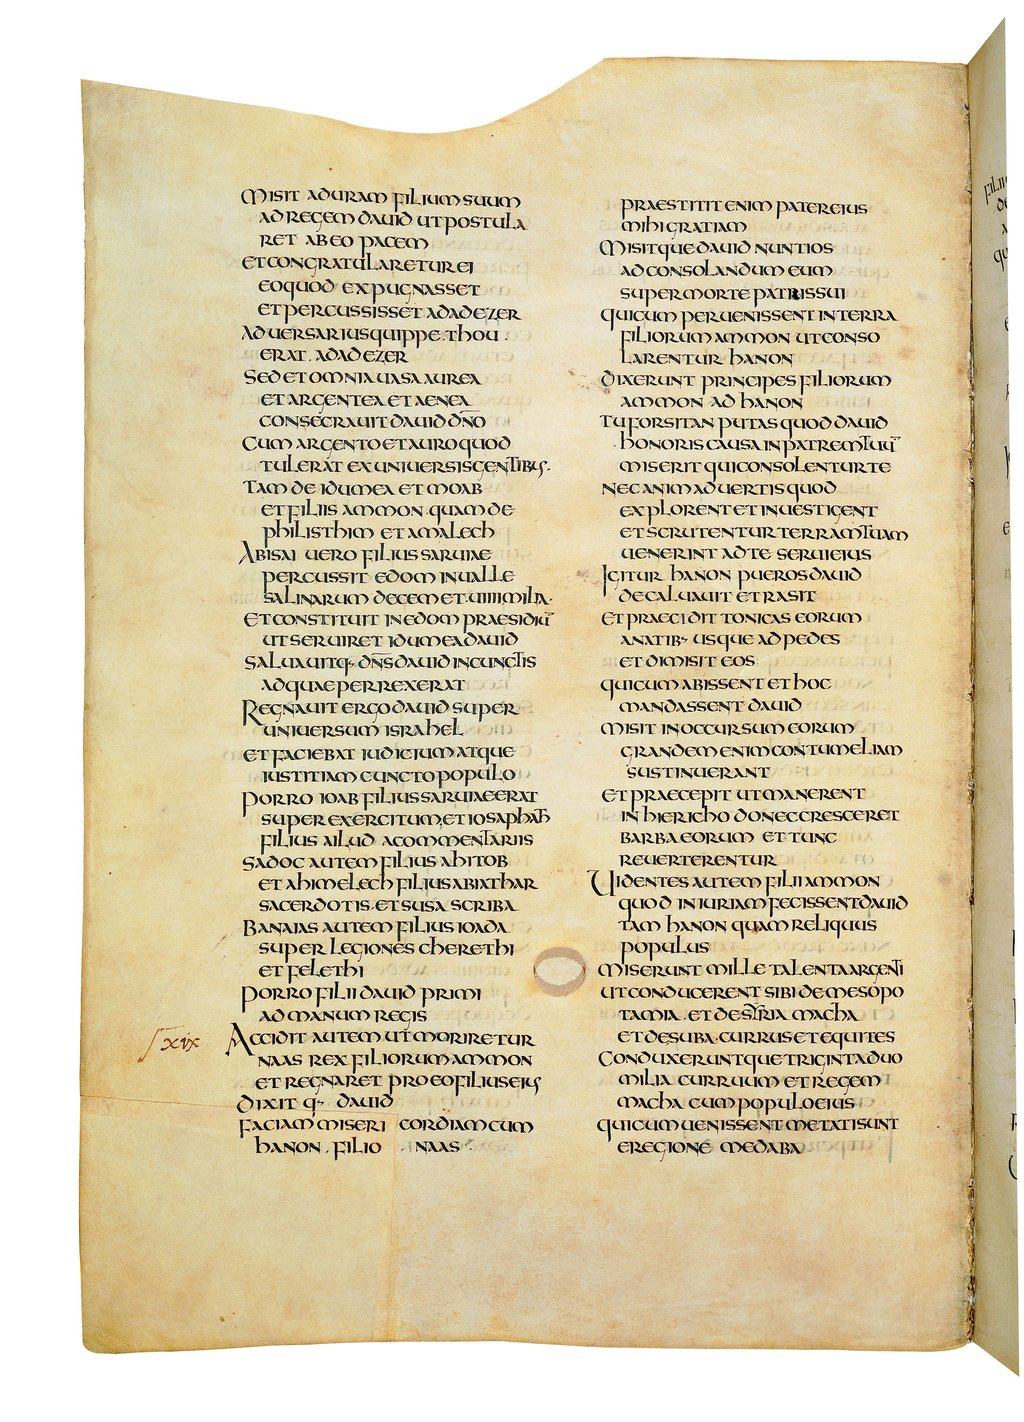 MISIT ADURAM FILIUM SUUM
AD REGEM DAUID UT POSTULA
RET AB EO PACEM
ET CONGRATULARETUR EI
EO QUOD EXPUGNASSET
ET PERCUSSISSET ADADEZER
ADUERSARIUS QUIPPE. THOU.
ERAT. ADADEZER
SED ET OMNIA UASA AUREA
ET ARGENTEA ET AENEA
CONSECRAUIT DAUID DÑO
CUM ARGENTO ET AURO QUOD
TULERAT EX UNIUERSIS GENTIBUS.
TAM DE IDUMEA ET MOAB
ET FILIIS AMMON. QUAM DE
PHILISTHIM ET AMALECH
ABISAI UERO FILIUS SARUIAE
PERCUSSIT EDOM IN UALLE
SALINARUM DECEM ET. UIIII. MILIA.
ET CONSTITUIT IN EDOM PRAESIDIŪ
UT SERUIRET IDUMEA DAUID
SALUAUITQ· DÑS DAUID IN CUNCTIS
AD QUAE PERREXERAT
REGNAUIT ERGO DAUID SUPER
UNIUERSUM ISRAHEL
ET FACIEBAT IUDICIUM ATQUE
IUSTITIAM CUNCTO POPULO
PORRO IOAB FILIUS SARUIAE ERAT
SUPER EXERCITUM, ET IOSAPHATH
FILIUS AILUD A COMMENTARIIS
SADOC AUTEM FILIUS AHITOB
ET AHIMELECH FILIUS ABIATHAR
SACERDOTIS. ET SUSA SCRIBA
BANAIAS AUTEM FILIUS IOADA
SUPER LEGIONES CHERETHI
ET FELETHI
PORRO FILII DAUID PRIMI
AD MANUM REGIS
XVIX
ACCIDIT AUTEM UT MORIRETUR
NAAS REX FILIORUM AMMON
ET REGNARET PRO EO FILIUS EIUS
DIXITQ· DAUID
FACIAM MISERICORDIAM CUM
HANON. FILIO . NAAS.
PRAESTITIT ENIM PATER EIUS
MIHI GRATIAM
MISITQUE DAUID NUNTIOS
AD CONSOLANDUM EUM
SUPER MORTE PATRIS SUI
QUI CUM PERUENISSENT IN TERRA
FILIORUM AMMON UT CONSO
LARENTUR HANON
DIXERUNT PRINCIPES FILIORUM
AMMON AD HANON
TU FORSITAN PUTAS QUOD DAUID
HONORIS CAUSA IN PATREM TUŪ
MISERIT QUI CONSOLENTUR TE
NEC ANIMADUERTIS QUOD
EXPLORENT ET INUESTIGENT
ET SCRUTENTUR TERRAM TUAM
UENERINT AD TE SERUI EIUS
IGITUR HANON PUEROS DAUID
DECALUAUIT ET RASIT
ET PRAECIDIT TONICAS EORUM
A NATIB· USQUE AD PEDES
ET DIMISIT EOS
QUI CUM ABISSENT ET HOC
MANDASSENT DAUID
MISIT IN OCCURSUM EORUM
GRANDEM ENIM CONTUMELIAM
SUSTINUERANT
ET PRAECEPIT UT MANERENT
IN HIERICHO DONEC CRESCERET
BARBA EORUM ET TUNC
REUERTERENTUR
UIDENTES AUTEM FILII AMMON
QUOD INIURIAM FECISSENT DAUID
TAM HANON QUAM RELIQUUS
POPULUS
MISERUNT MILLE TALENTA ARGENTI
UT CONDUCERENT SIBI DE MESOPO
TAMIA. ET DE SYRIA MACHA
ET DE SUBA. CURRUS ET EQUITES
CONDUXERUNTQUE TRIGINTA DUO
MILIA CURRUUM ET REGEM
MACHA CUM POPULO EIUS
QUI CUM UENISSENT METATI SUNT
E REGIONE MEDABA